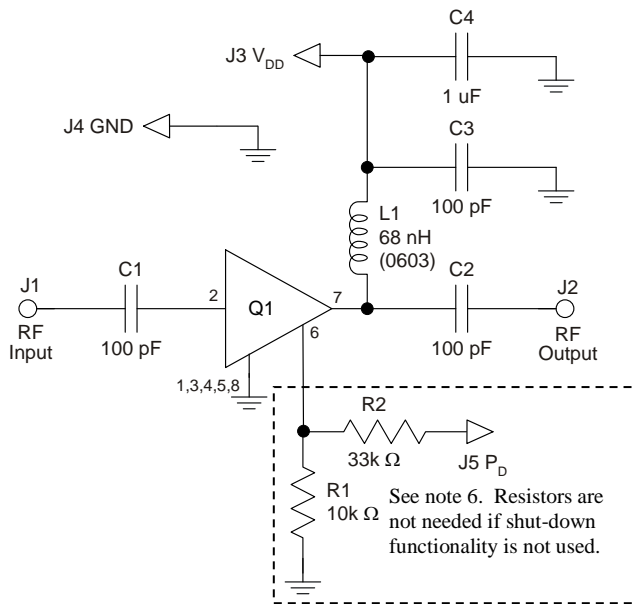 C4
J3 VDD
1 uF
J4 GND
C3
100 pF
L1
68 nH
(0603)
J1
C1
2
Q1
7
6
C2
J2
RF
Input
100 pF
100 pF
RF
Output
1,3,4,5,8
R2
33k Ω
J5 PD
R1
10k Ω
See note 6. Resistors are
not needed if shut-down
functionality is not used.